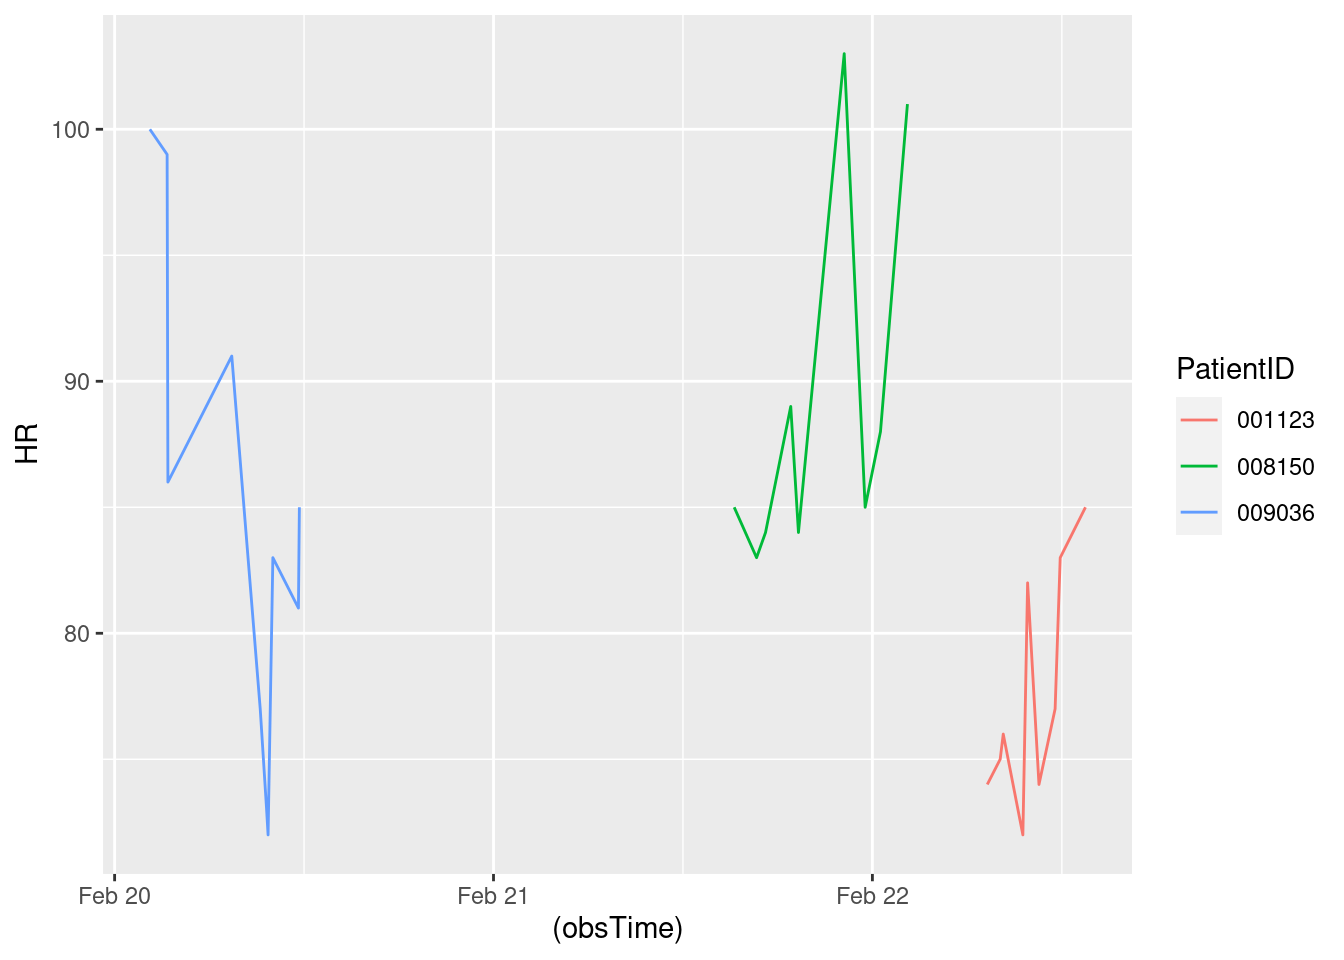 HR
100
90
80
Feb 20
Feb 21
Feb 22
(obsTime)
PatientID
001123
008150
009036